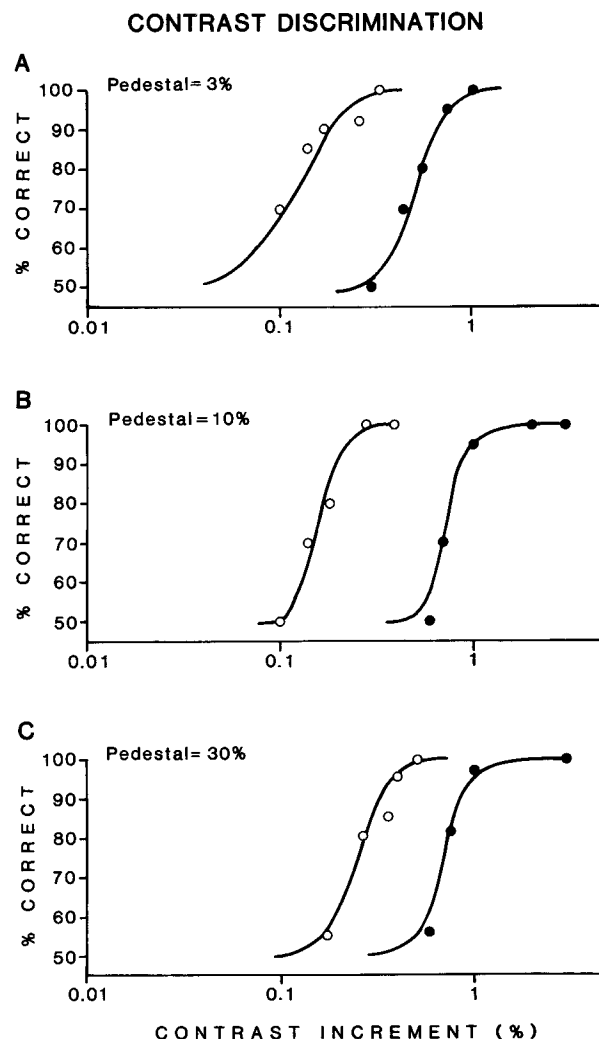 CONTRAST DISCRIMINATION
A
Pedestal= 3%
% CORRECT
100
90
80
70
60
50
0.01
0.1
1
B
Pedestal=10%
% CORRECT
100
90
80
70
60
50
0.01
0.1
1
C
Pedestal= 30%
% CORRECT
100
90
80
70
60
50
0.01
0.1
1
CONTRAST INCREMENT (%)